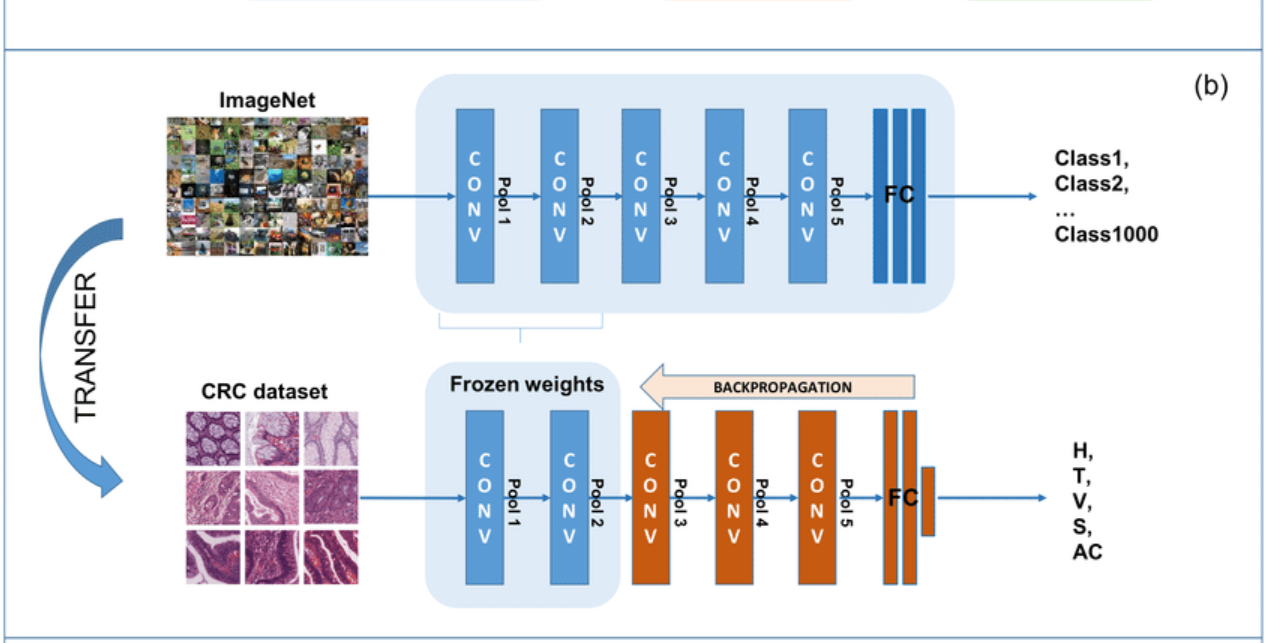 (b)
ImageNet
CONV
Pool 1
CONV
Pool 2
CONV
Pool 3
CONV
Pool 4
CONV
Pool 5
FC
Class1,
Class2,
...
Class1000
TRANSFER
CRC dataset
Frozen weights
BACKPROPAGATION
CONV
Pool 1
CONV
Pool 2
CONV
Pool 3
CONV
Pool 4
CONV
Pool 5
FC
H,
T,
V,
S,
AC